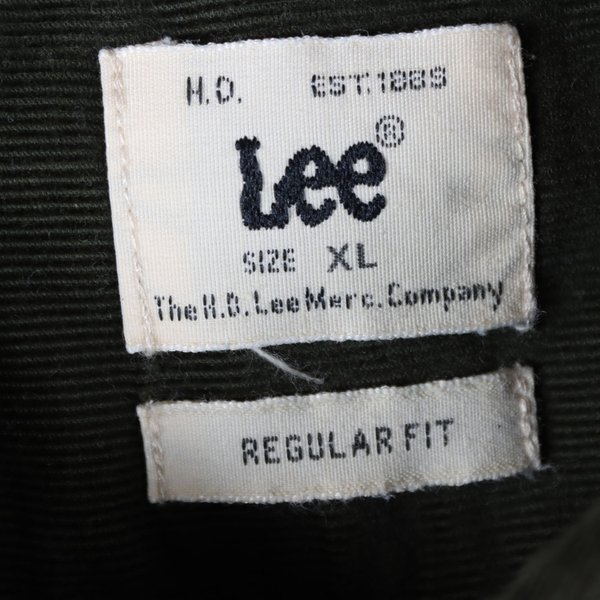 H.D. EST.1889
Lee®
SIZE XL
The H.D. Lee Merc. Company
REGULAR FIT